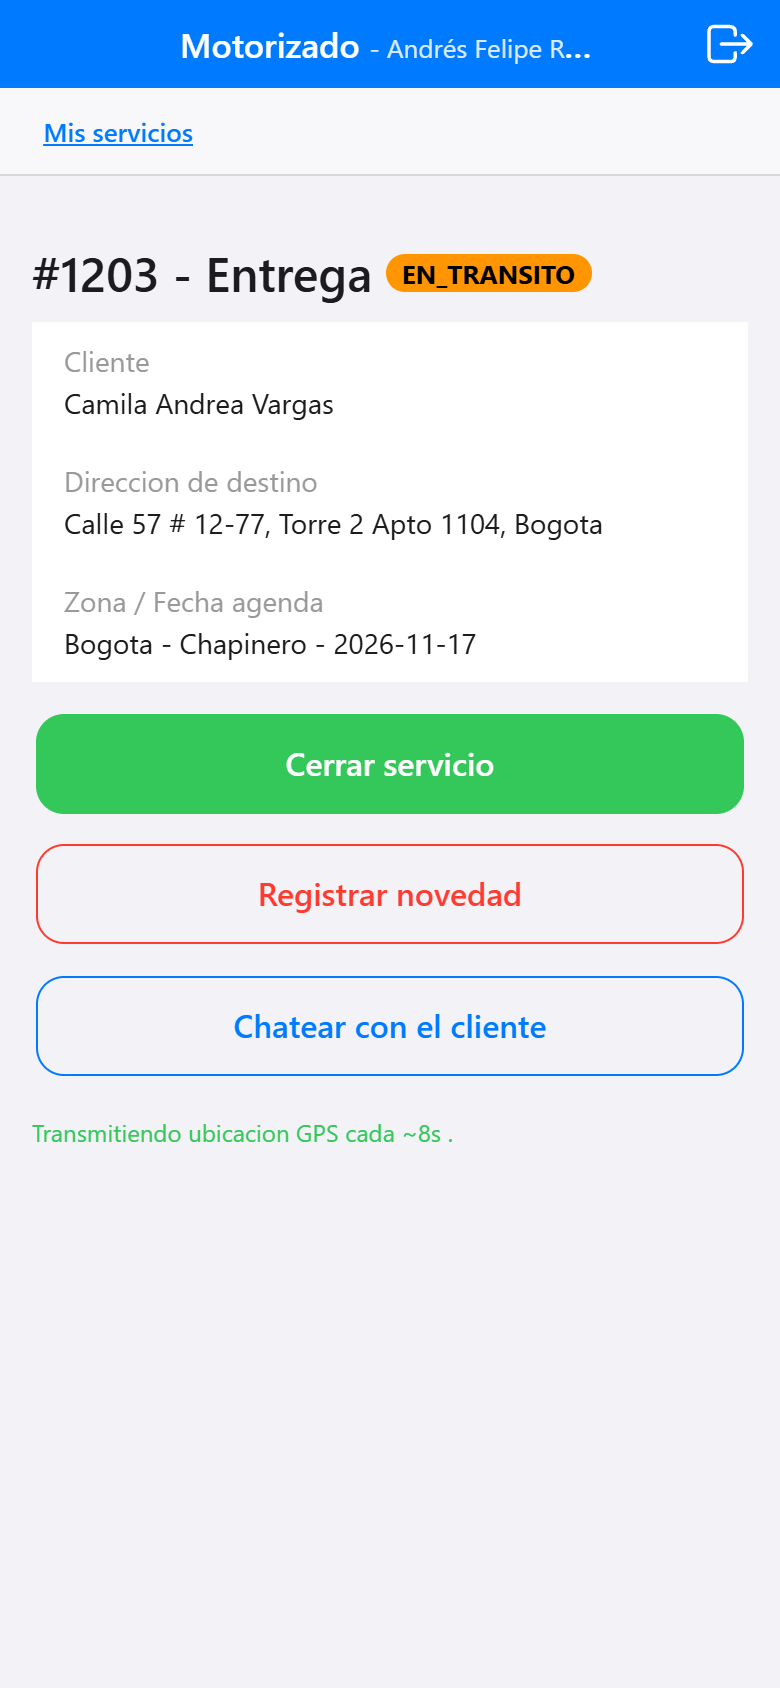 Motorizado - Andrés Felipe R...
Mis servicios
#1203 - Entrega EN_TRANSITO
Cliente
Camila Andrea Vargas
Direccion de destino
Calle 57 # 12-77, Torre 2 Apto 1104, Bogota
Zona / Fecha agenda
Bogota - Chapinero - 2026-11-17
Cerrar servicio
Registrar novedad
Chatear con el cliente
Transmitiendo ubicacion GPS cada ~8s .